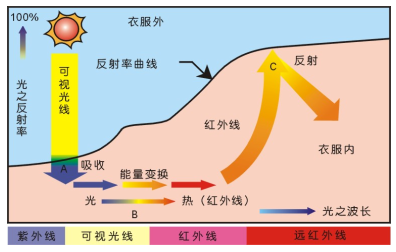 100%
衣服外
反射率曲线
反射
C
可视光线
光之反射率
红外线
衣服内
A
吸收
能量变换
光
热（红外线）
B
光之波长
紫外线
可视光线
红外线
远红外线